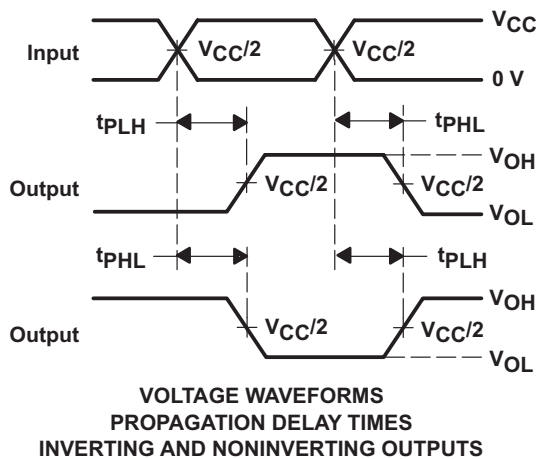 VCC
Input
VCC/2
VCC/2
0 V
tPLH
tPHL
VOH
Output
VCC/2
VCC/2
VOL
tPHL
tPLH
VOH
Output
VCC/2
VCC/2
VOL
VOLTAGE WAVEFORMS
PROPAGATION DELAY TIMES
INVERTING AND NONINVERTING OUTPUTS